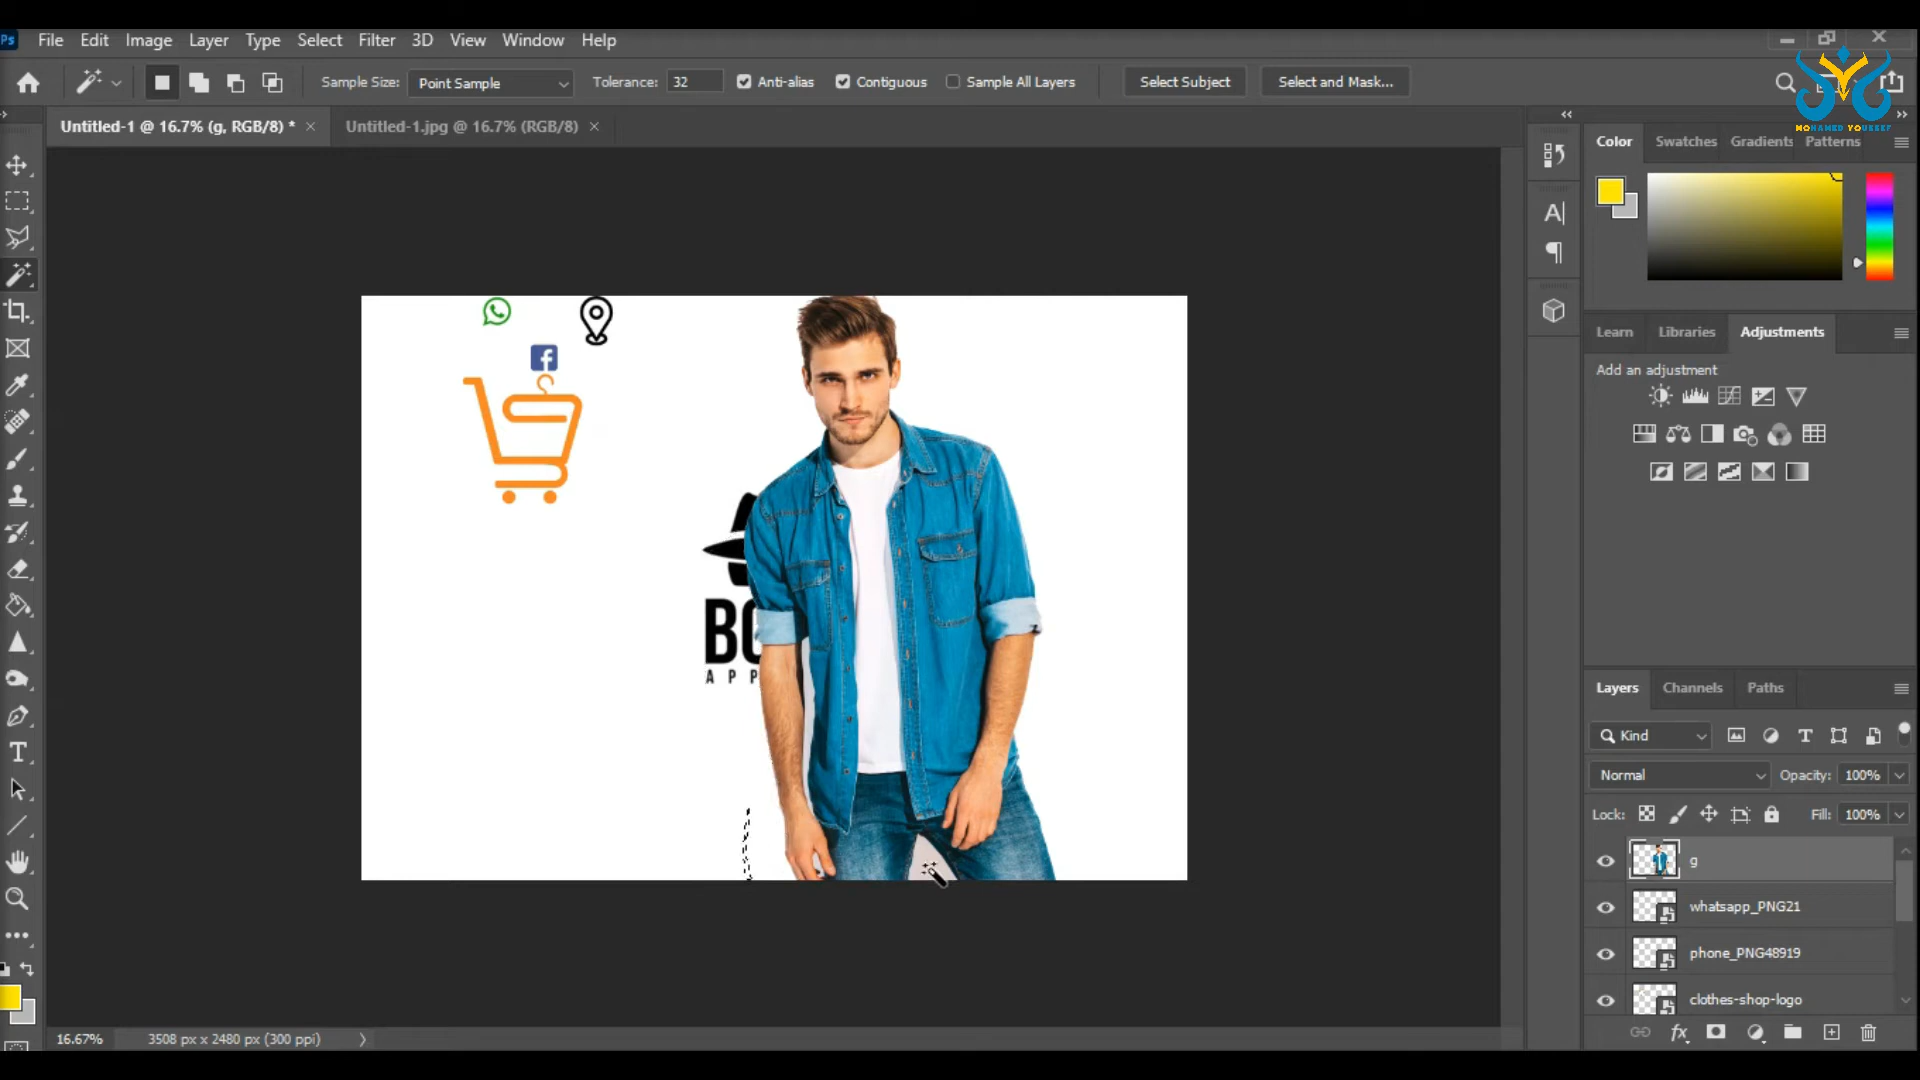 Ps File Edit Image Layer Type Select Filter 3D View Window Help
Sample Size: Point Sample Tolerance: 32 Anti-alias Contiguous Sample All Layers Select Subject Select and Mask...
MOHAMED YOUSSEF
Untitled-1 @ 16.7% (g, RGB/8) * × Untitled-1.jpg @ 16.7% (RGB/8) ×
Color Swatches Gradients Patterns
Learn Libraries Adjustments
Add an adjustment
BO
APP
Layers Channels Paths
Kind
Normal Opacity: 100%
Lock: Fill: 100%
g
whatsapp_PNG21
phone_PNG48919
clothes-shop-logo
16.67% 3508 px x 2480 px (300 ppi)